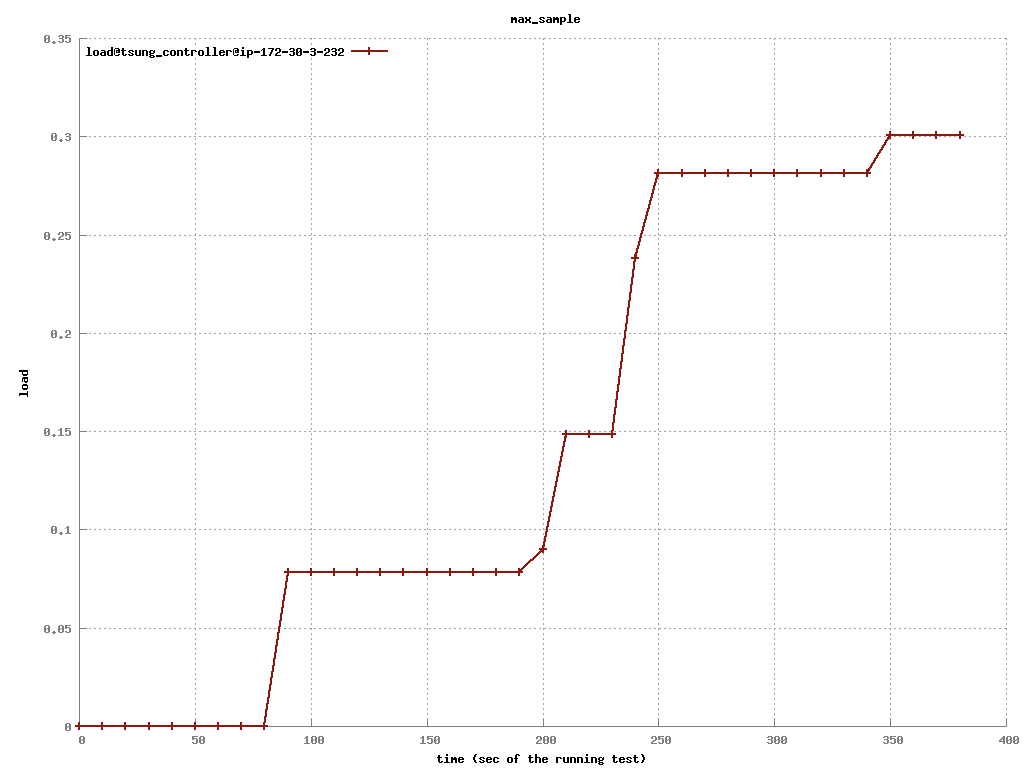 max_sample
load@tsung_controller@ip-172-30-3-232
0.35
0.3
0.25
0.2
0.15
0.1
0.05
0
load
0 50 100 150 200 250 300 350 400
time (sec of the running test)